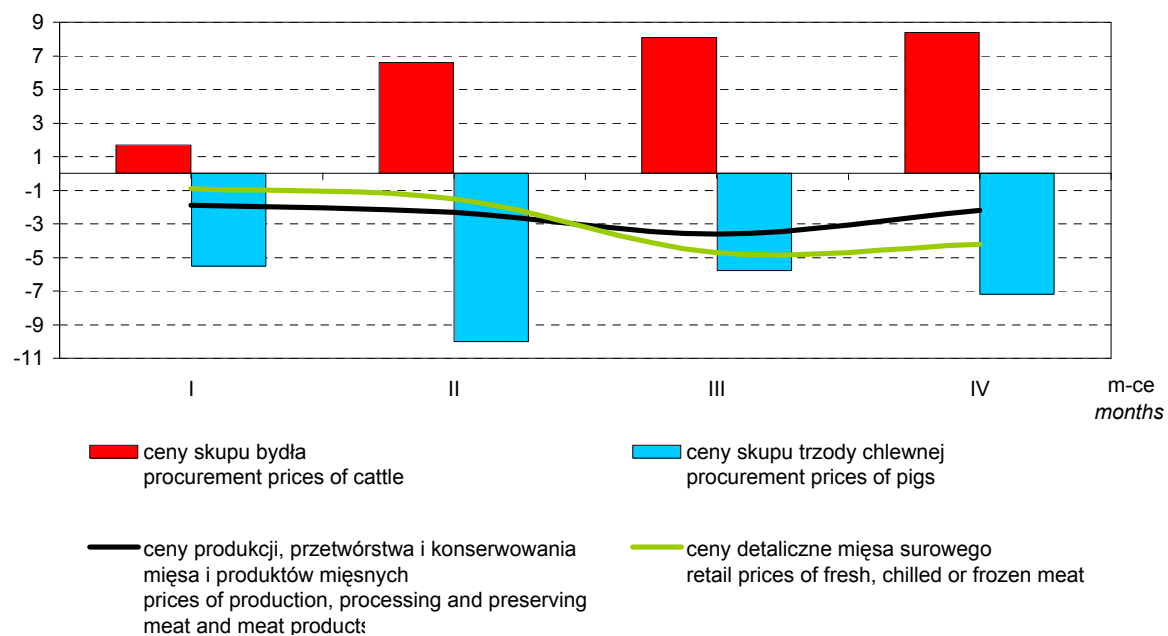 9
7
5
3
1
-1
-3
-5
-7
-9
-11
I II III IV m-ce
months
ceny skupu bydła
procurement prices of cattle
ceny skupu trzody chlewnej
procurement prices of pigs
ceny produkcji, przetwórstwa i konserwowania
mięsa i produktów mięsnych
prices of production, processing and preserving
meat and meat products
ceny detaliczne mięsa surowego
retail prices of fresh, chilled or frozen meat